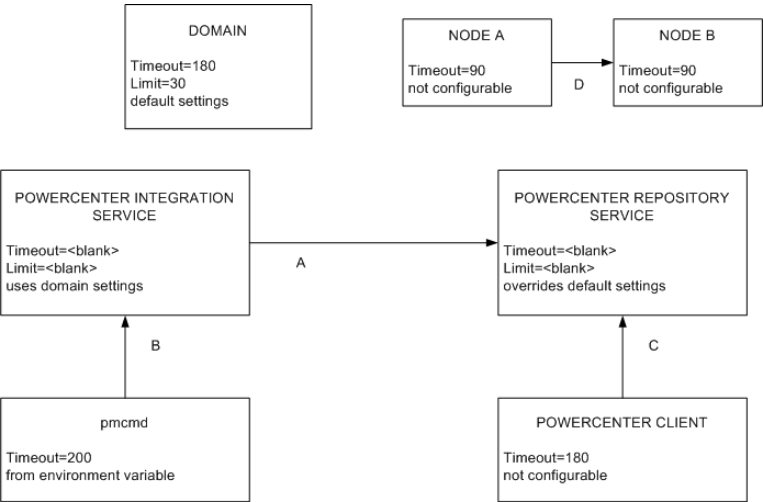 DOMAIN
Timeout=180
Limit=30
default settings
NODE A
Timeout=90
not configurable
D
NODE B
Timeout=90
not configurable
POWERCENTER INTEGRATION
SERVICE
Timeout=<blank>
Limit=<blank>
uses domain settings
A
POWERCENTER REPOSITORY
SERVICE
Timeout=<blank>
Limit=<blank>
overrides default settings
B
C
pmcmd
Timeout=200
from environment variable
POWERCENTER CLIENT
Timeout=180
not configurable